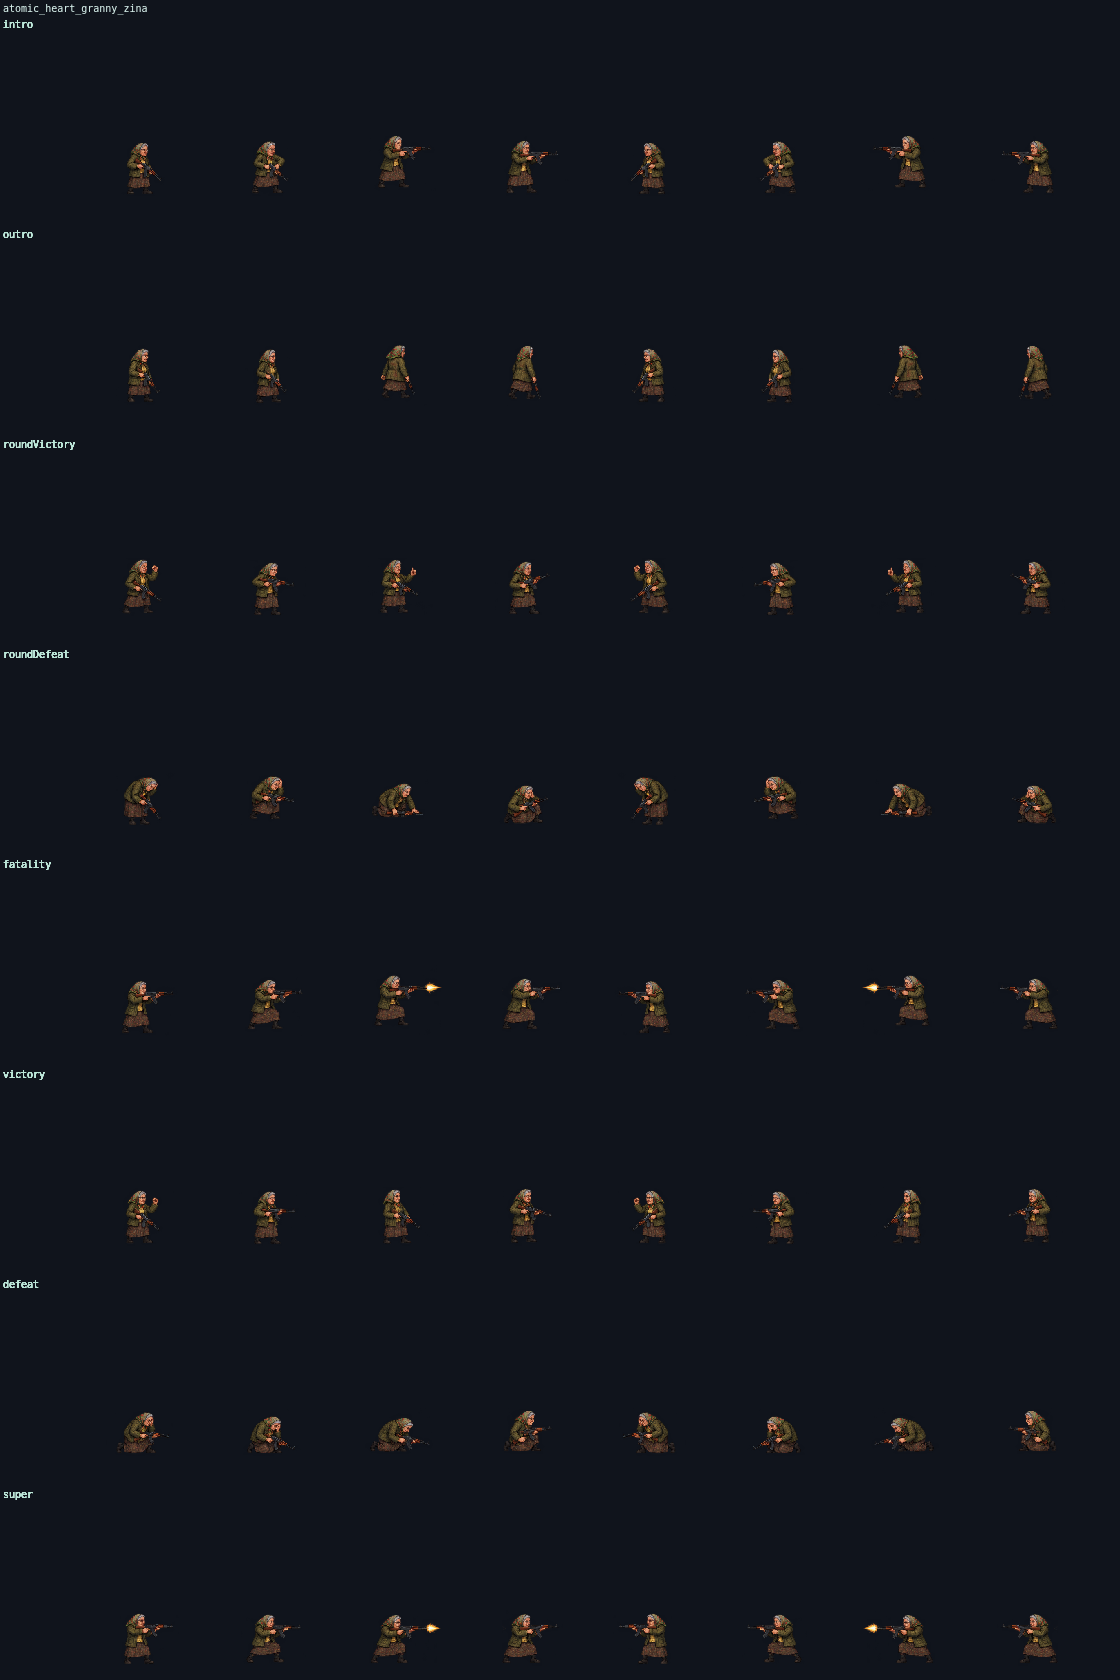 atomic_heart_granny_zina
intro
outro
roundVictory
roundDefeat
fatality
victory
defeat
super